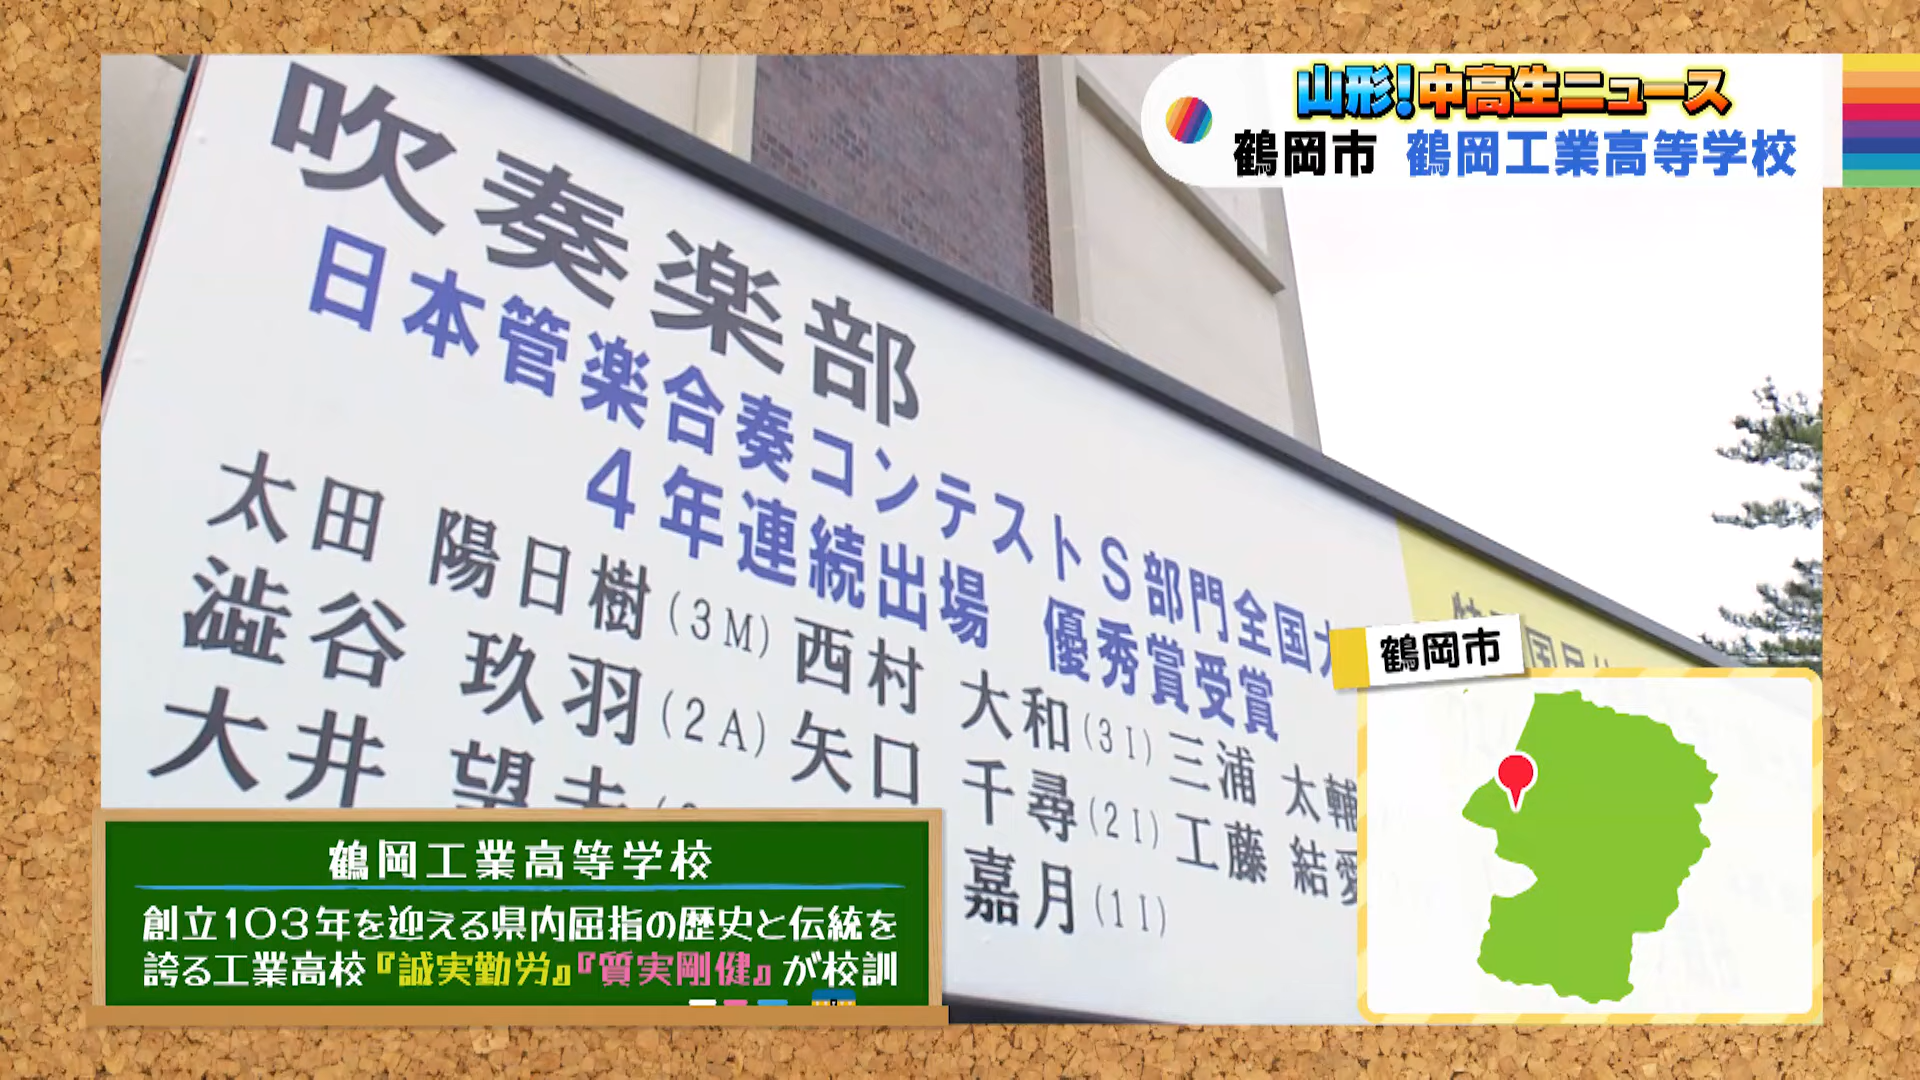 山形!中高生ニュース
鶴岡市 鶴岡工業高等学校
吹奏楽部
日本管楽合奏コンテストS部門全国
4年連続出場 優秀賞受賞
太田 陽日樹(3M) 西村 大和(3I) 三浦 太輔
澁谷 玖羽(2A) 矢口 千尋(2I) 工藤 結愛
大井 望
嘉月(1I)
鶴岡市
鶴岡工業高等学校
創立103年を迎える県内屈指の歴史と伝統を
誇る工業高校『誠実勤労』『質実剛健』が校訓